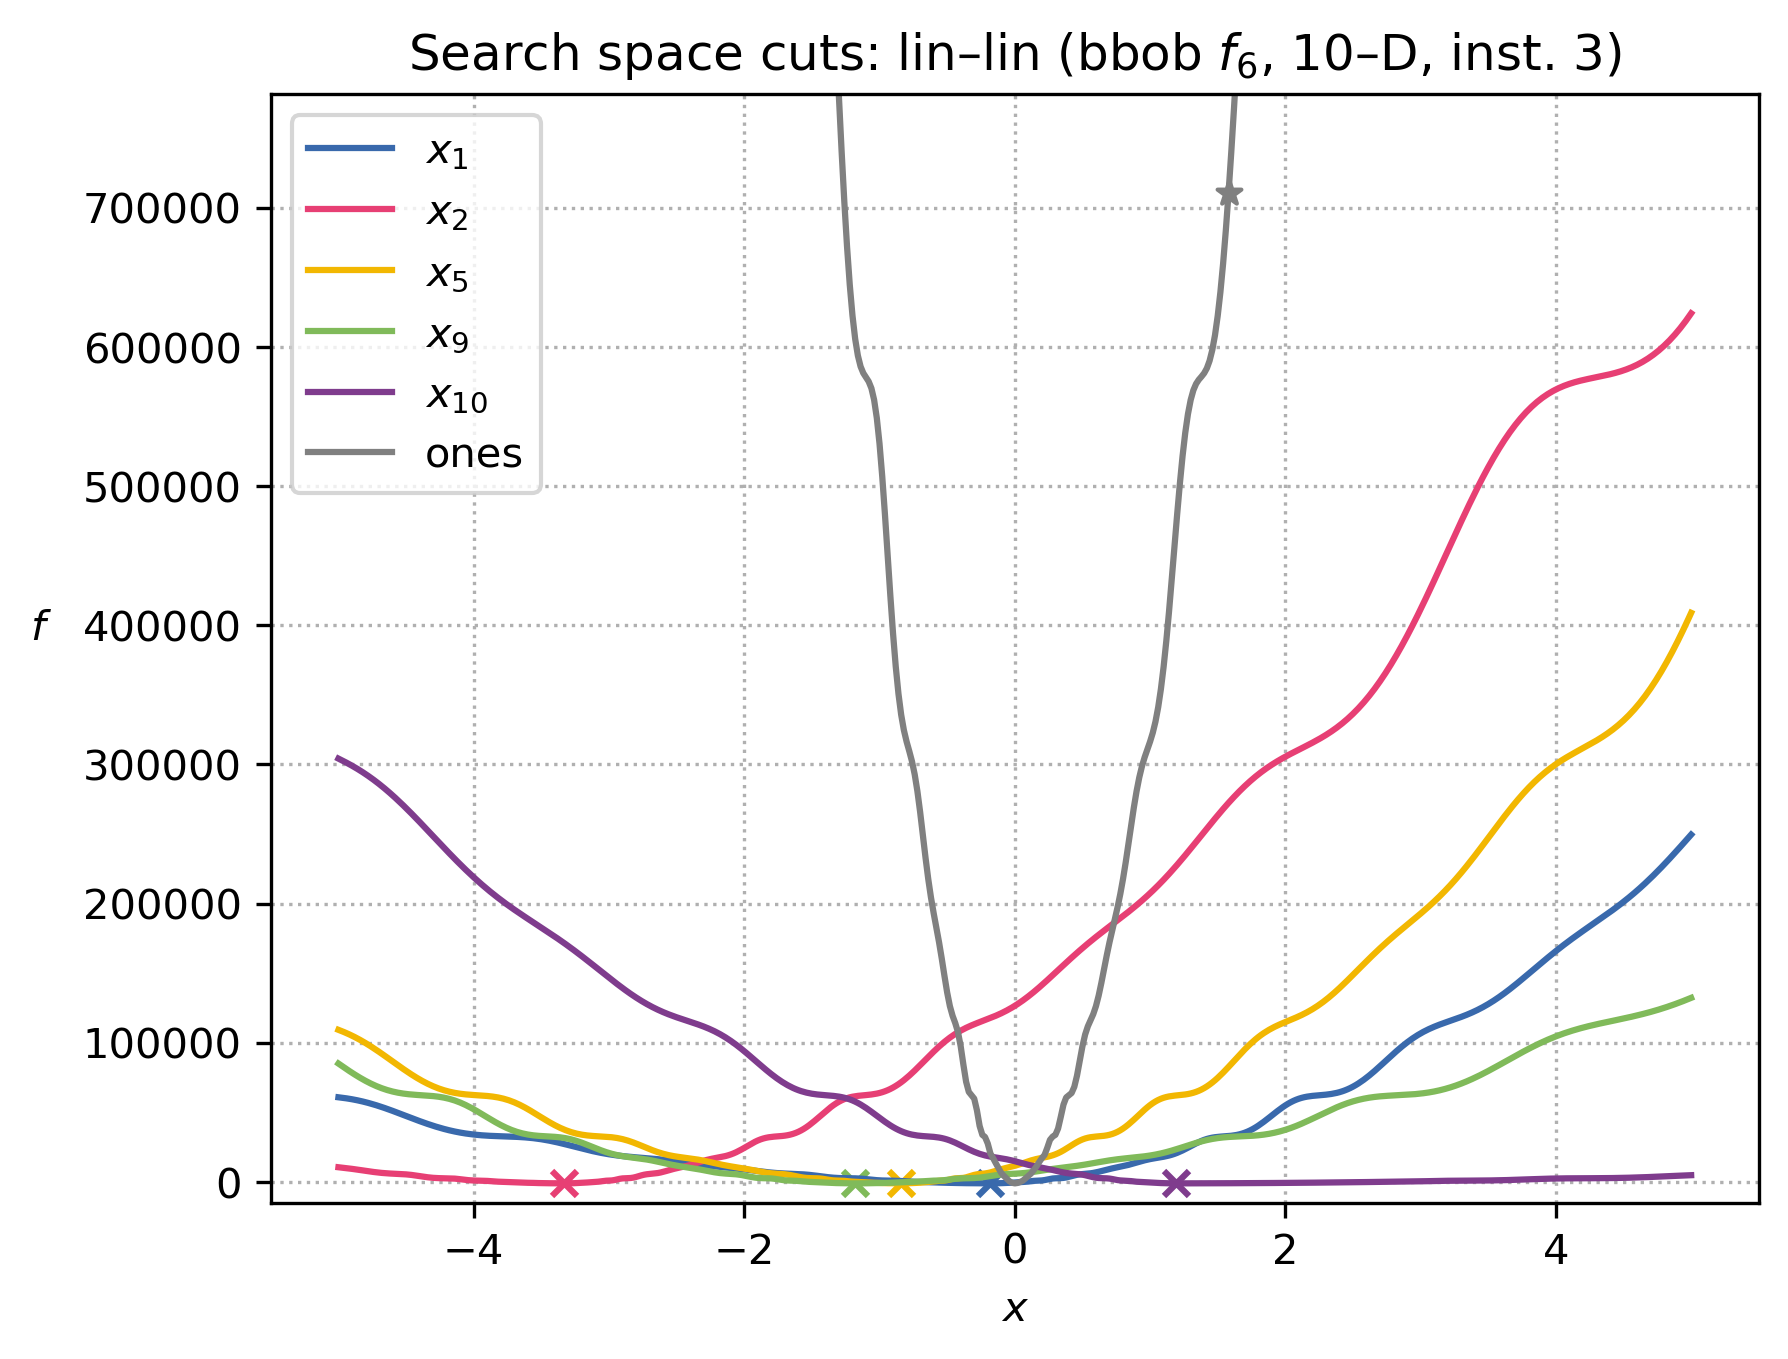 Search space cuts: lin–lin (bbob f₆, 10–D, inst. 3)
x₁
x₂
x₅
x₉
x₁₀
ones
700000
600000
500000
400000
300000
200000
100000
0
f
−4
−2
0
2
4
x